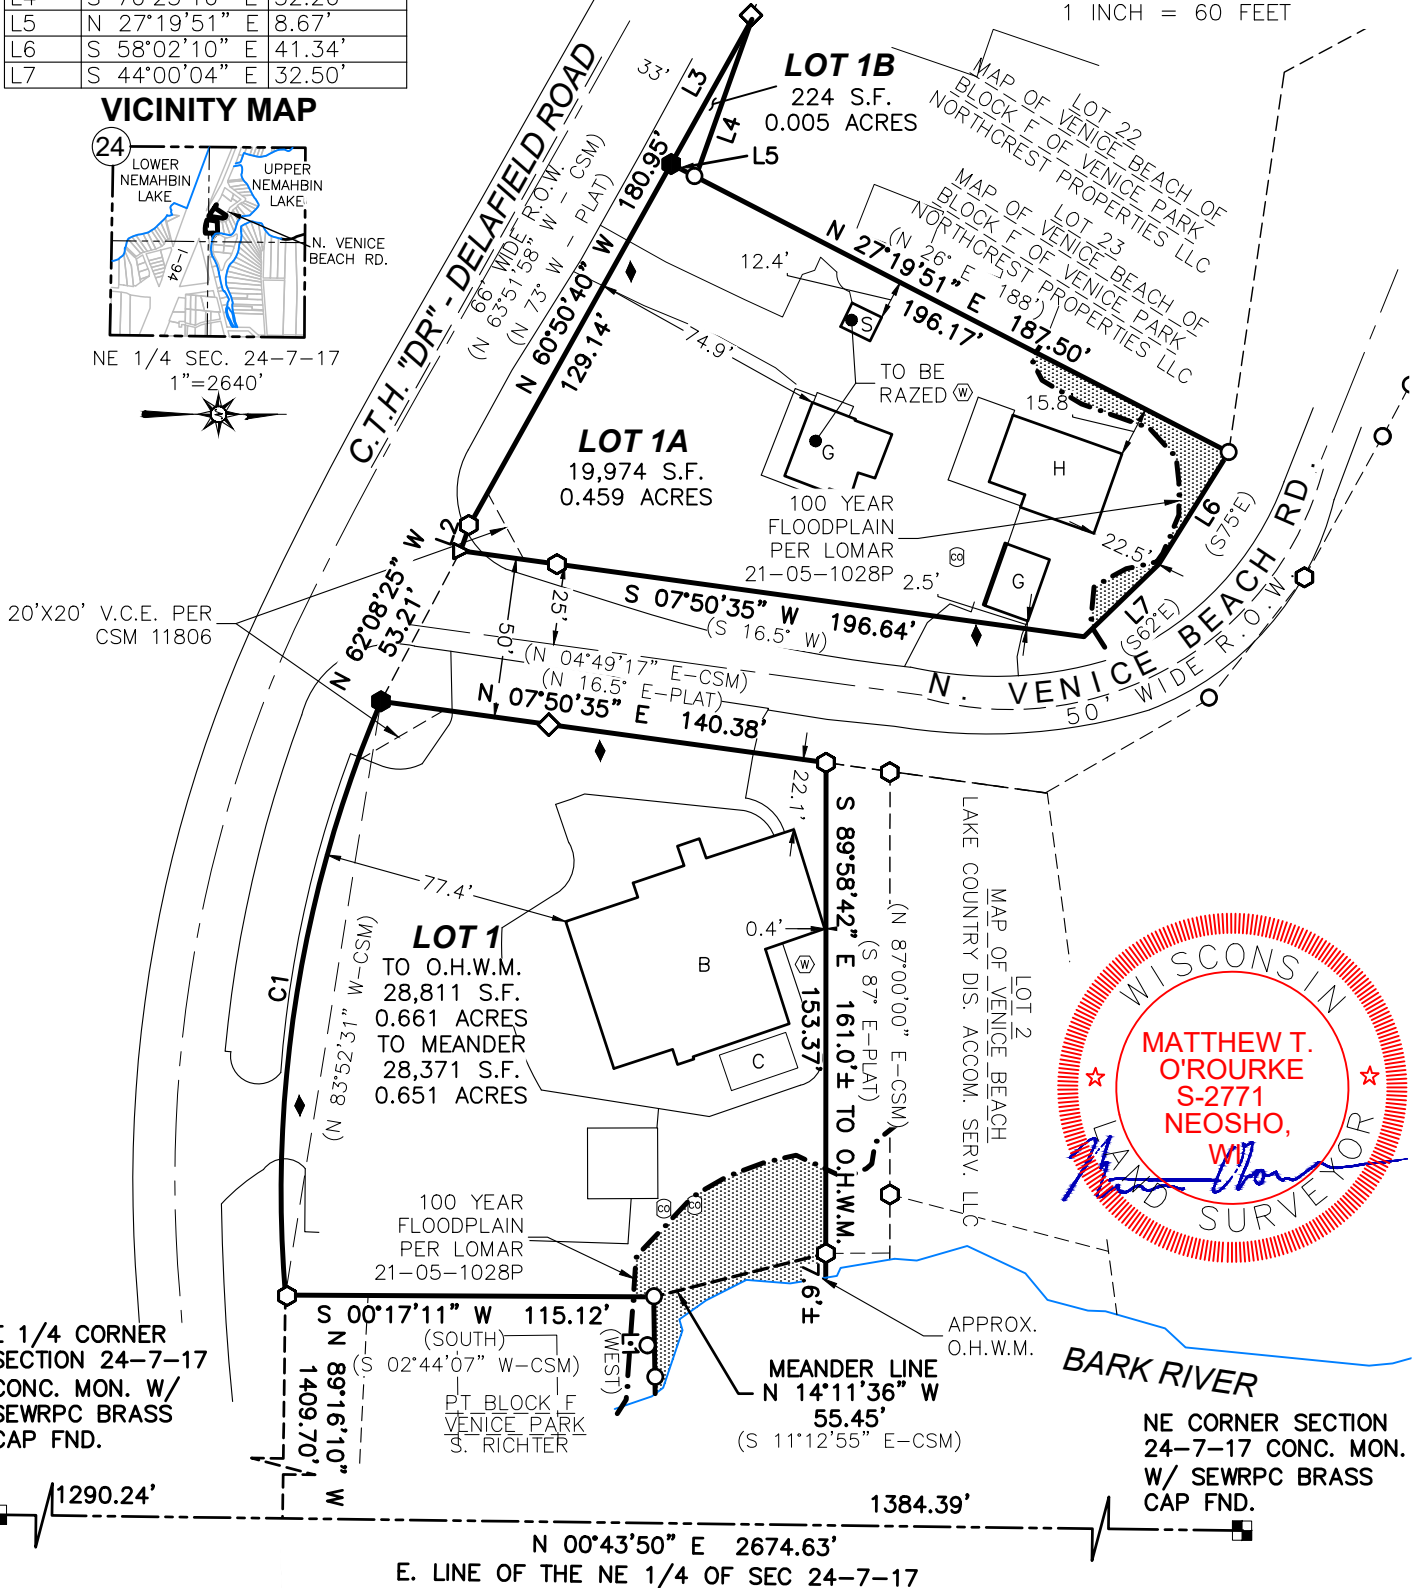 L5 N 27°19'51" E 8.67'
L6 S 58°02'10" E 41.34'
L7 S 44°00'04" E 32.50'
1 INCH = 60 FEET
VICINITY MAP
24
LOWER
NEMAHBIN
LAKE
UPPER
NEMAHBIN
LAKE
N. VENICE
BEACH RD.
I-94
NE 1/4 SEC. 24-7-17
1"=2640'
W
C.T.H. "DR" - DELAFIELD ROAD
33'
66' WIDE R.O.W.
(N 63°51'58" W - CSM)
(N 73° W - PLAT)
L3
L4
L5
LOT 1B
224 S.F.
0.005 ACRES
LOT 22
MAP OF VENICE BEACH OF
BLOCK F OF VENICE PARK
NORTHCREST PROPERTIES LLC
LOT 23
MAP OF VENICE BEACH OF
BLOCK F OF VENICE PARK
NORTHCREST PROPERTIES LLC
N 60°50'40" W 180.95'
129.14'
N 27°19'51" E 187.50'
(N 26° E 188')
196.17'
12.4'
S
74.9'
TO BE
RAZED
W
G
15.8'
H
LOT 1A
19,974 S.F.
0.459 ACRES
100 YEAR
FLOODPLAIN
PER LOMAR
21-05-1028P
CO
2.5'
G
22.5'
L6
(S75°E)
L7
(S62°E)
L2
N 62°08'25" W
53.21'
20'X20' V.C.E. PER
CSM 11806
25'
50'
S 07°50'35" W 196.64'
(S 16.5° W)
(N 04°49'17" E-CSM)
(N 16.5° E-PLAT)
N 07°50'35" E 140.38'
N. VENICE BEACH RD.
50' WIDE R.O.W.
22.1'
77.4'
0.4'
B
W
C
C1
(N 83°52'31" W-CSM)
LOT 1
TO O.H.W.M.
28,811 S.F.
0.661 ACRES
TO MEANDER
28,371 S.F.
0.651 ACRES
S 89°58'42" E 161.0'± TO O.H.W.M.
153.37'
(S 87° E-PLAT)
(N 87°00'00" E-CSM)
LOT 2
MAP OF VENICE BEACH
LAKE COUNTRY DIS. ACCOM. SERV. LLC
WISCONSIN
MATTHEW T.
O'ROURKE
S-2771
NEOSHO,
WI
LAND SURVEYOR
100 YEAR
FLOODPLAIN
PER LOMAR
21-05-1028P
CO
CO
7.6'±
S 00°17'11" W 115.12'
(SOUTH)
(S 02°44'07" W-CSM)
(WEST)
PT BLOCK F
VENICE PARK
S. RICHTER
N 89°16'10" W
1409.70'
MEANDER LINE
N 14°11'36" W
55.45'
(S 11°12'55" E-CSM)
APPROX.
O.H.W.M.
BARK RIVER
1/4 CORNER
SECTION 24-7-17
CONC. MON. W/
SEWRPC BRASS
CAP FND.
NE CORNER SECTION
24-7-17 CONC. MON.
W/ SEWRPC BRASS
CAP FND.
1290.24'
1384.39'
N 00°43'50" E 2674.63'
E. LINE OF THE NE 1/4 OF SEC 24-7-17